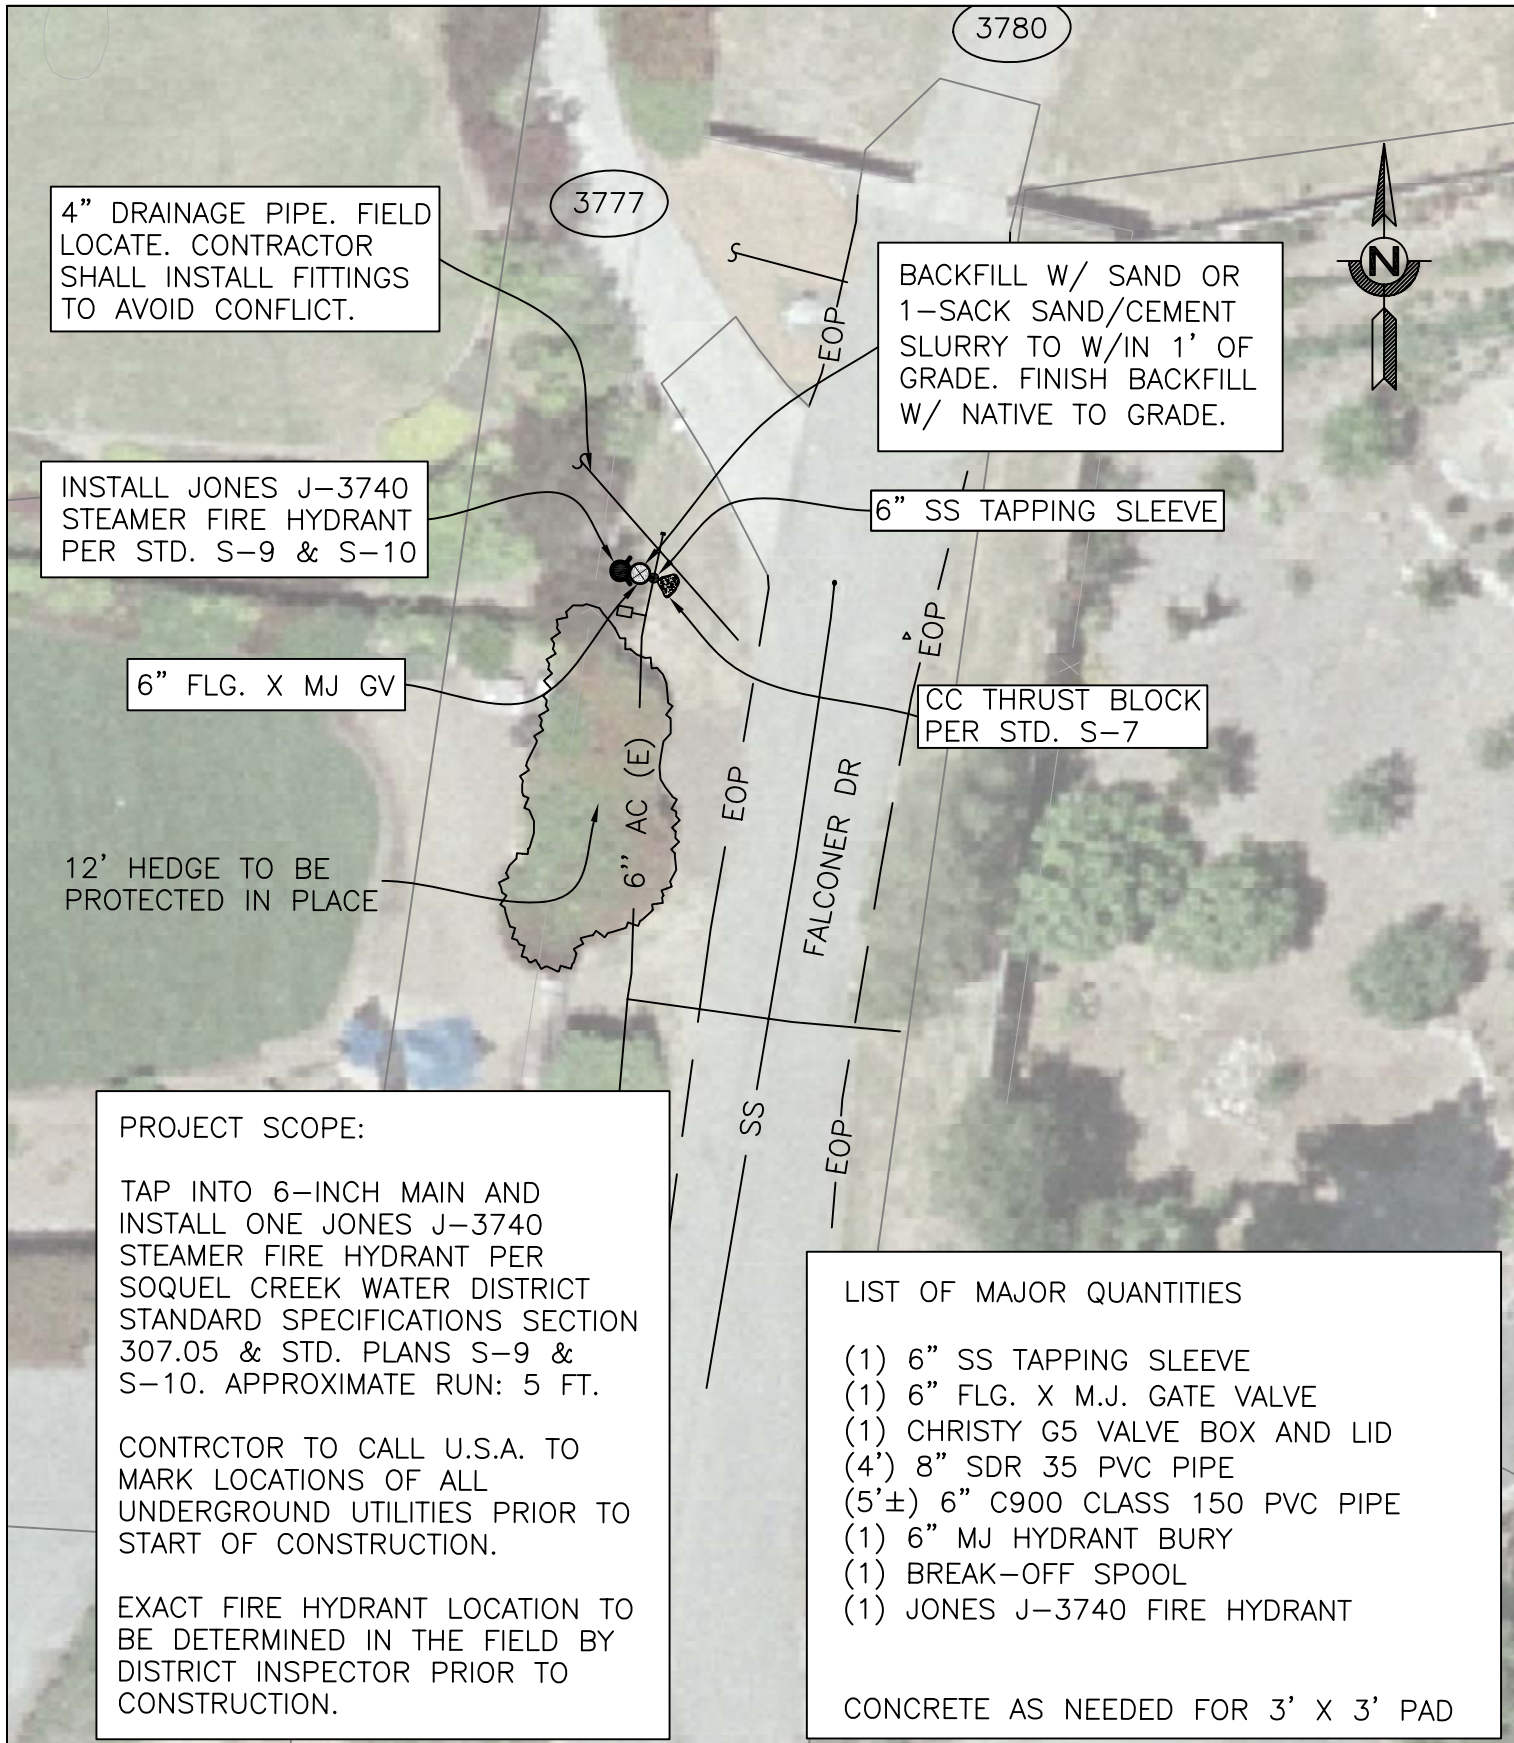 3780
3777
4” DRAINAGE PIPE. FIELD
LOCATE. CONTRACTOR
SHALL INSTALL FITTINGS
TO AVOID CONFLICT.
N
BACKFILL W/ SAND OR
1-SACK SAND/CEMENT
SLURRY TO W/IN 1’ OF
GRADE. FINISH BACKFILL
W/ NATIVE TO GRADE.
EOP
INSTALL JONES J-3740
STEAMER FIRE HYDRANT
PER STD. S-9 & S-10
6” SS TAPPING SLEEVE
EOP
6” FLG. X MJ GV
CC THRUST BLOCK
PER STD. S-7
6” AC (E)
EOP
FALCONER DR
12’ HEDGE TO BE
PROTECTED IN PLACE
SS
EOP
PROJECT SCOPE:
TAP INTO 6-INCH MAIN AND
INSTALL ONE JONES J-3740
STEAMER FIRE HYDRANT PER
SOQUEL CREEK WATER DISTRICT
STANDARD SPECIFICATIONS SECTION
307.05 & STD. PLANS S-9 &
S-10. APPROXIMATE RUN: 5 FT.
CONTRCTOR TO CALL U.S.A. TO
MARK LOCATIONS OF ALL
UNDERGROUND UTILITIES PRIOR TO
START OF CONSTRUCTION.
EXACT FIRE HYDRANT LOCATION TO
BE DETERMINED IN THE FIELD BY
DISTRICT INSPECTOR PRIOR TO
CONSTRUCTION.
LIST OF MAJOR QUANTITIES
(1) 6” SS TAPPING SLEEVE
(1) 6” FLG. X M.J. GATE VALVE
(1) CHRISTY G5 VALVE BOX AND LID
(4’) 8” SDR 35 PVC PIPE
(5’±) 6” C900 CLASS 150 PVC PIPE
(1) 6” MJ HYDRANT BURY
(1) BREAK-OFF SPOOL
(1) JONES J-3740 FIRE HYDRANT
CONCRETE AS NEEDED FOR 3’ X 3’ PAD